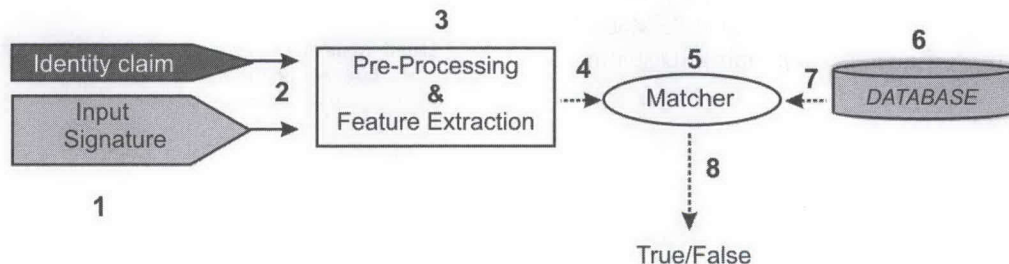 3
6
Identity claim
Pre-Processing
&
Feature Extraction
2
4
5
7
Matcher
DATABASE
Input
Signature
1
8
True/False